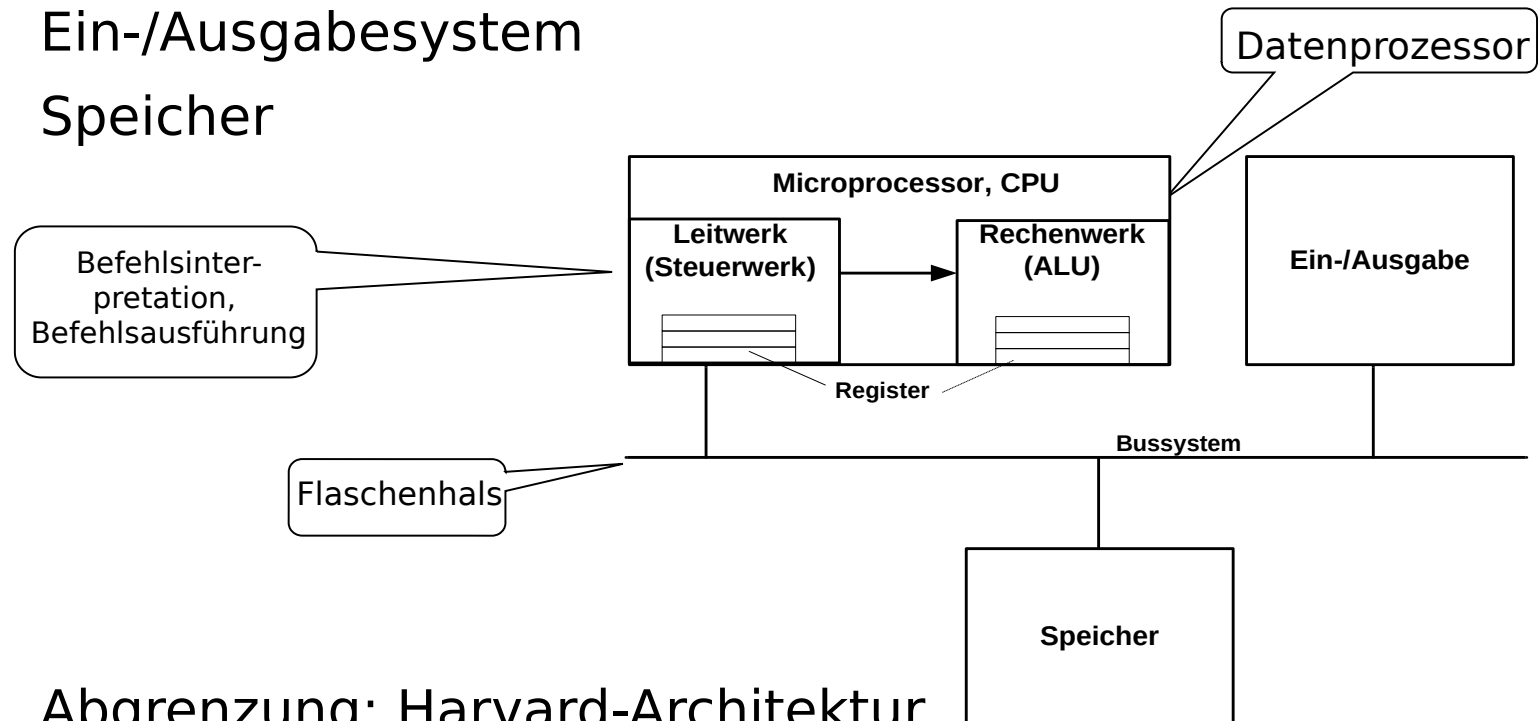 Ein-/Ausgabesystem
Speicher
Datenprozessor
Microprocessor, CPU
Leitwerk
(Steuerwerk)
Rechenwerk
(ALU)
Ein-/Ausgabe
Befehlsinter-
pretation,
Befehlsausführung
Register
Bussystem
Flaschenhals
Speicher
Abgrenzung: Harvard-Architektur